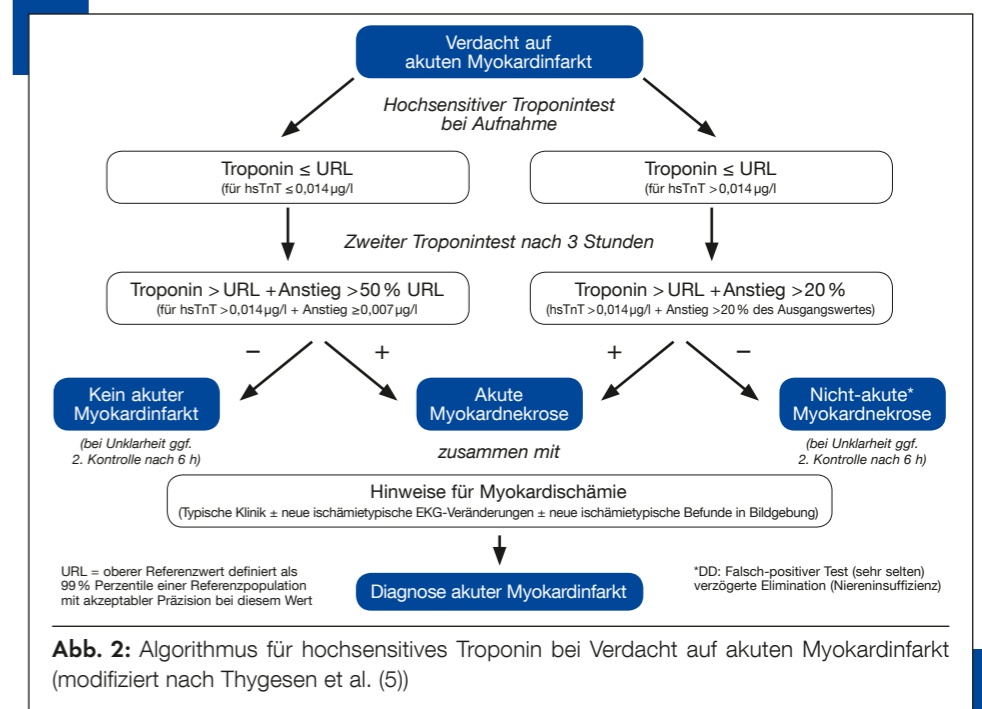 Verdacht auf
akuten Myokardinfarkt
Hochsensitiver Troponintest
bei Aufnahme
Troponin ≤ URL
(für hsTnT ≤ 0,014 µg/l
Troponin ≤ URL
(für hsTnT > 0,014 µg/l
Zweiter Troponintest nach 3 Stunden
Troponin > URL + Anstieg > 50 % URL
(für hsTnT > 0,014 µg/l + Anstieg ≥ 0,007 µg/l
Troponin > URL + Anstieg > 20 %
(hsTnT > 0,014 µg/l + Anstieg > 20 % des Ausgangswertes)
–
+
+
–
Kein akuter
Myokardinfarkt
(bei Unklarheit ggf.
2. Kontrolle nach 6 h)
Akute
Myokardnekrose
Nicht-akute*
Myokardnekrose
(bei Unklarheit ggf.
2. Kontrolle nach 6 h)
zusammen mit
Hinweise für Myokardischämie
(Typische Klinik ± neue ischämietypische EKG-Veränderungen ± neue ischämietypische Befunde in Bildgebung)
URL = oberer Referenzwert definiert als
99 % Perzentile einer Referenzpopulation
mit akzeptabler Präzision bei diesem Wert
Diagnose akuter Myokardinfarkt
*DD: Falsch-positiver Test (sehr selten)
verzögerte Elimination (Niereninsuffizienz)
Abb. 2: Algorithmus für hochsensitives Troponin bei Verdacht auf akuten Myokardinfarkt
(modifiziert nach Thygesen et al. (5))